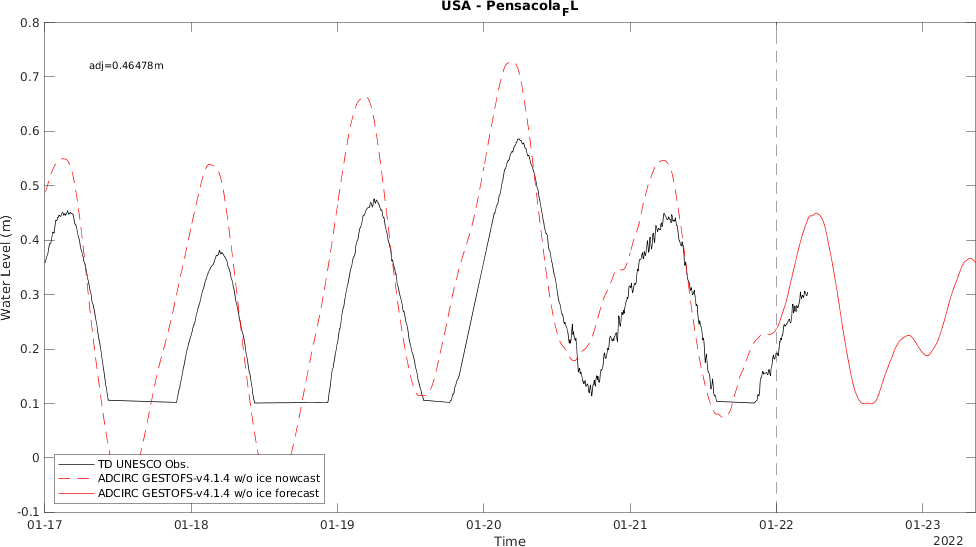 USA - Pensacola_FL
adj=0.46478m
0.8
0.7
0.6
0.5
0.4
0.3
0.2
0.1
0
-0.1
Water Level (m)
TD UNESCO Obs.
ADCIRC GESTOFS-v4.1.4 w/o ice nowcast
ADCIRC GESTOFS-v4.1.4 w/o ice forecast
01-17 01-18 01-19 01-20 01-21 01-22 01-23
Time
2022